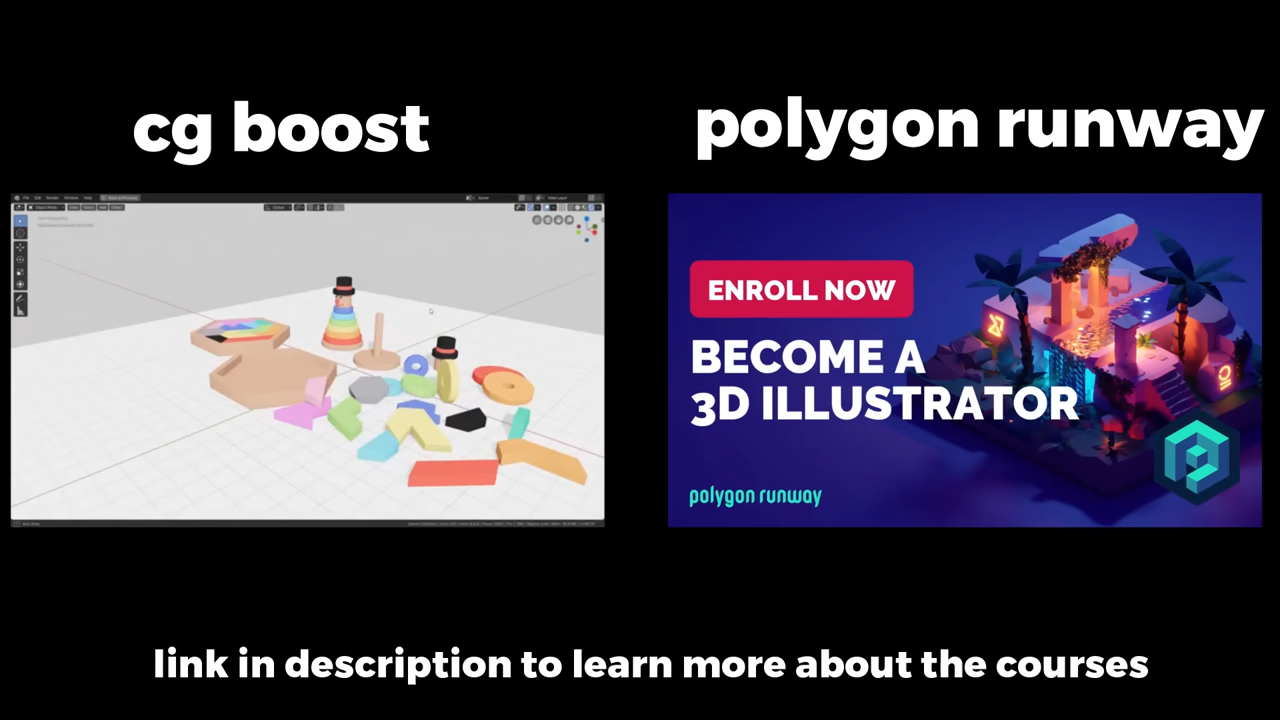 cg boost
polygon runway
ENROLL NOW
BECOME A
3D ILLUSTRATOR
polygon runway
link in description to learn more about the courses